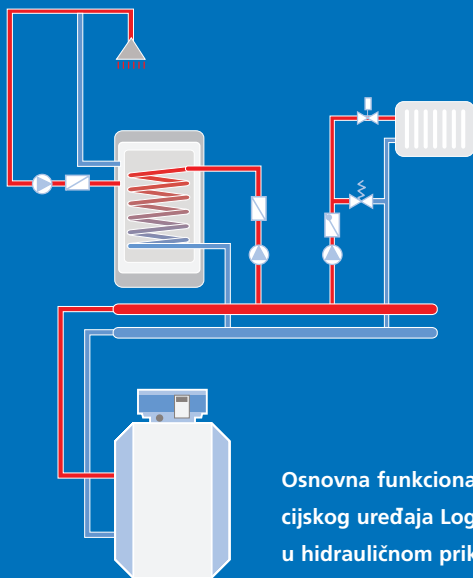 Osnovna funkciona
cijskog uređaja Log
u hidrauličnom prik